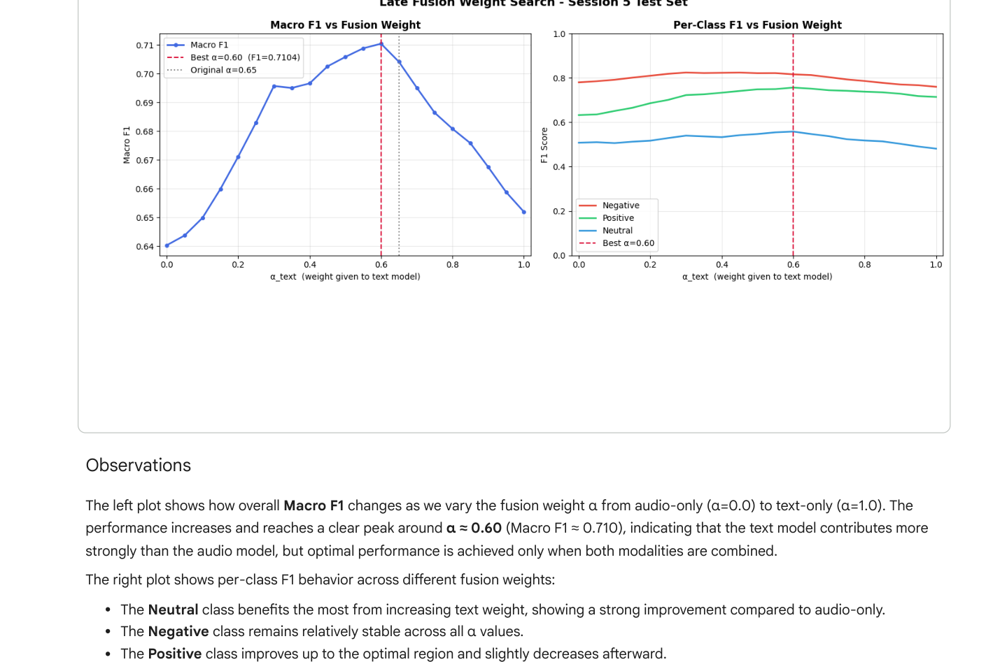 Late Fusion Weight Search - Session 5 Test Set
Macro F1 vs Fusion Weight
Macro F1
Best α=0.60 (F1=0.7104)
Original α=0.65
0.71
0.70
0.69
0.68
0.67
0.66
0.65
0.64
Macro F1
0.0 0.2 0.4 0.6 0.8 1.0
α_text (weight given to text model)
Per-Class F1 vs Fusion Weight
1.0
0.8
0.6
0.4
0.2
0.0
F1 Score
Negative
Positive
Neutral
Best α=0.60
0.0 0.2 0.4 0.6 0.8 1.0
α_text (weight given to text model)
Observations
The left plot shows how overall Macro F1 changes as we vary the fusion weight α from audio-only (α=0.0) to text-only (α=1.0). The
performance increases and reaches a clear peak around α ≈ 0.60 (Macro F1 ≈ 0.710), indicating that the text model contributes more
strongly than the audio model, but optimal performance is achieved only when both modalities are combined.
The right plot shows per-class F1 behavior across different fusion weights:
• The Neutral class benefits the most from increasing text weight, showing a strong improvement compared to audio-only.
• The Negative class remains relatively stable across all α values.
• The Positive class improves up to the optimal region and slightly decreases afterward.